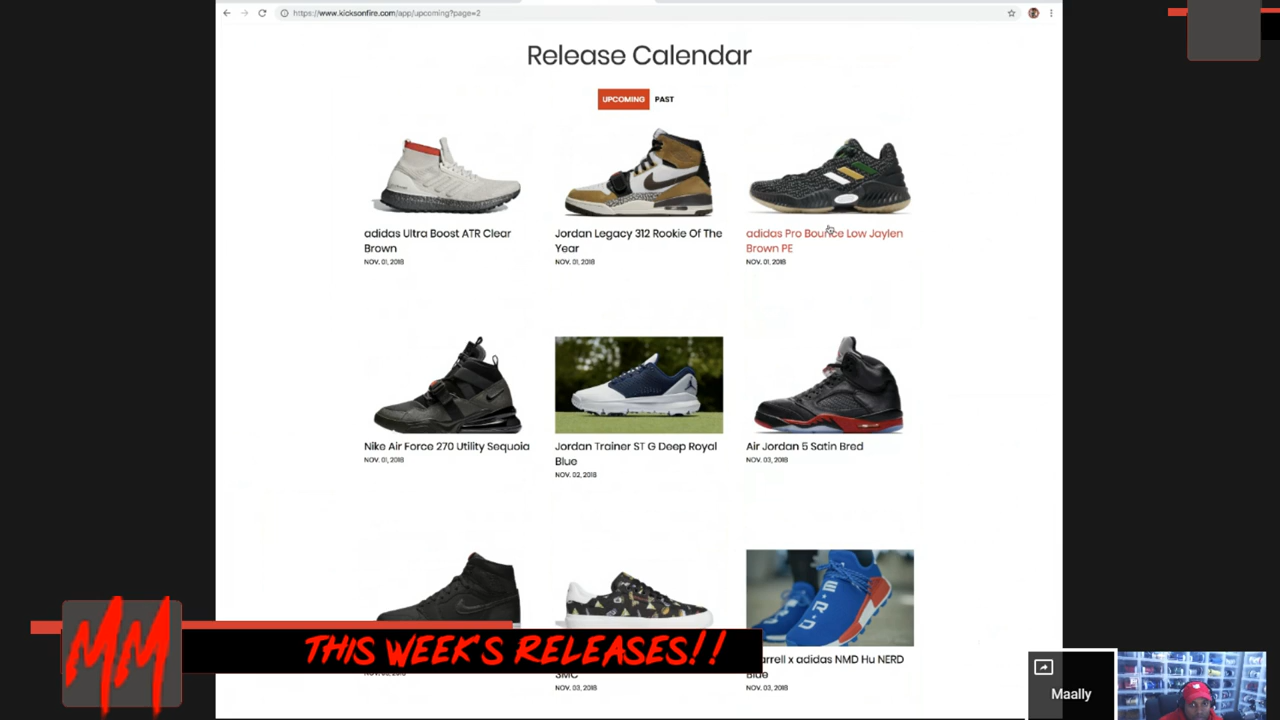 https://www.kicksonfire.com/app/upcoming?page=2
Release Calendar
UPCOMING
PAST
adidas Ultra Boost ATR Clear
Brown
NOV. 01, 2018
Jordan Legacy 312 Rookie Of The
Year
NOV. 01, 2018
adidas Pro Bounce Low Jaylen
Brown PE
NOV. 01, 2018
Nike Air Force 270 Utility Sequoia
NOV. 01, 2018
Jordan Trainer ST G Deep Royal
Blue
NOV. 02, 2018
Air Jordan 5 Satin Bred
NOV. 03, 2018
x adidas NMD Hu NERD
Blue
NOV. 03, 2018
NOV. 03, 2018
MM
THIS WEEK'S RELEASES!!
Maally